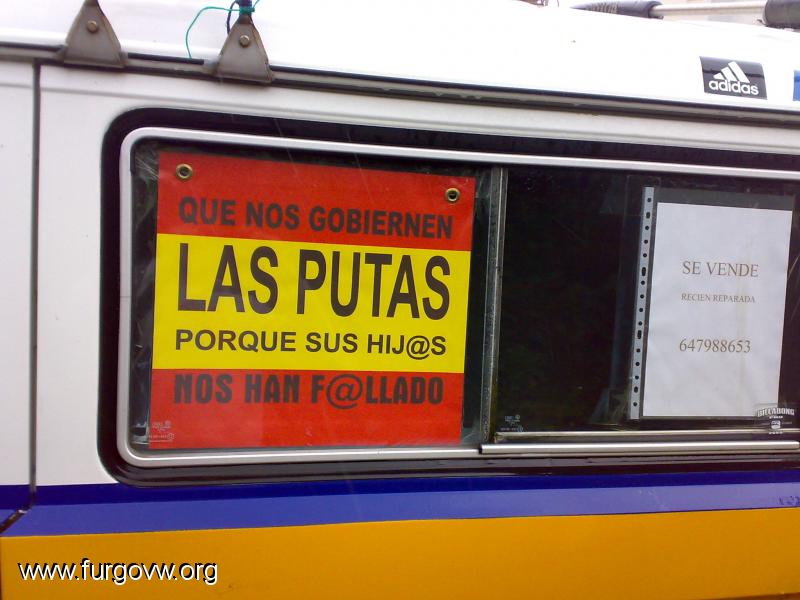 adidas
QUE NOS GOBIERNEN
LAS PUTAS
PORQUE SUS HIJ@S
NOS HAN F@LLADO
SE VENDE
RECIEN REPARADA
647988653
BILLABONG
www.furgovw.org